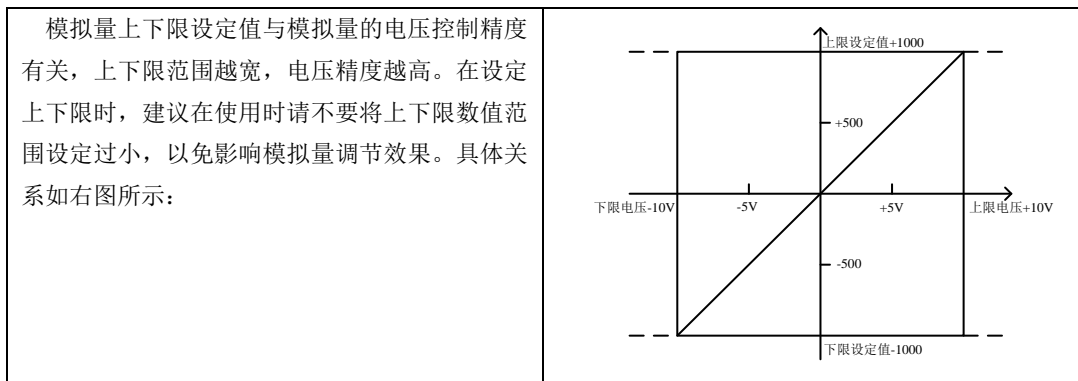 模拟量上下限设定值与模拟量的电压控制精度
有关，上下限范围越宽，电压精度越高。在设定
上下限时，建议在使用时请不要将上下限数值范
围设定过小，以免影响模拟量调节效果。具体关
系如右图所示：
上限设定值+1000
+500
下限电压-10V
-5V
+5V
上限电压+10V
-500
下限设定值-1000